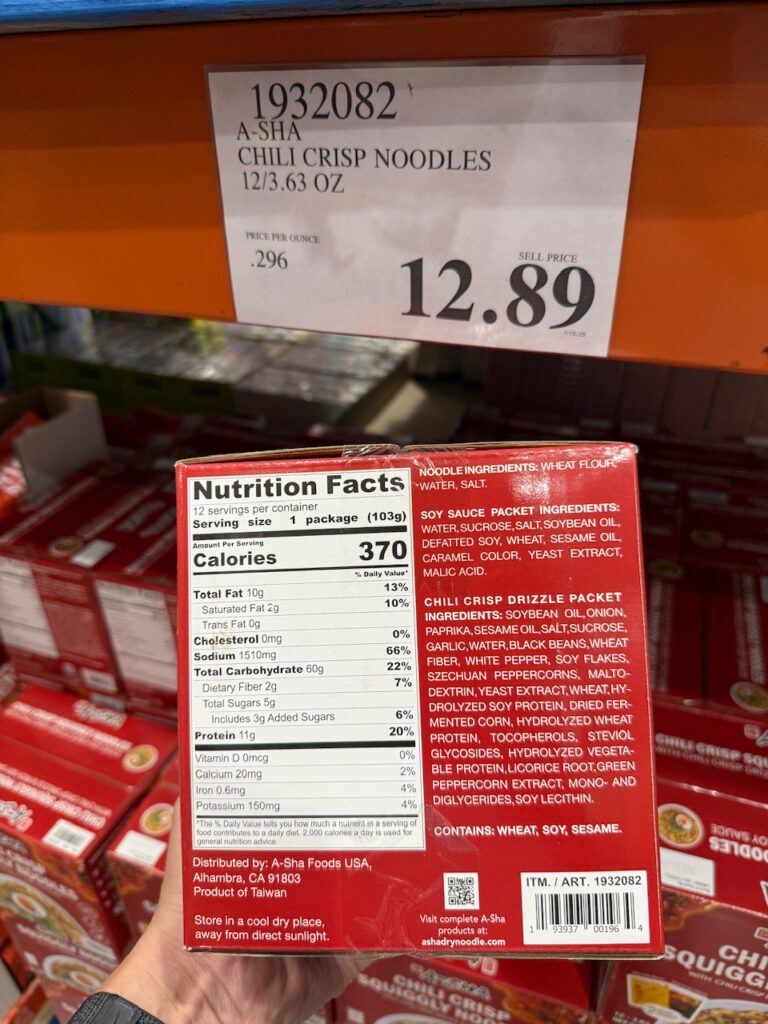 1932082
A-SHA
CHILI CRISP NOODLES
12/3.63 OZ
PRICE PER OUNCE
.296
SELL PRICE
12.89
Nutrition Facts
12 servings per container
Serving size 1 package (103g)
Amount Per Serving
Calories 370
% Daily Value*
Total Fat 10g 13%
Saturated Fat 2g 10%
Trans Fat 0g
Cholesterol 0mg 0%
Sodium 1510mg 66%
Total Carbohydrate 60g 22%
Dietary Fiber 2g 7%
Total Sugars 5g
Includes 3g Added Sugars 6%
Protein 11g 20%
Vitamin D 0mcg 0%
Calcium 20mg 2%
Iron 0.6mg 4%
Potassium 150mg 4%
*The % Daily Value tells you how much a nutrient in a serving of
food contributes to a daily diet. 2,000 calories a day is used for
general nutrition advice.
Distributed by: A-Sha Foods USA,
Alhambra, CA 91803
Product of Taiwan
Store in a cool dry place,
away from direct sunlight.
NOODLE INGREDIENTS: WHEAT FLOUR,
WATER, SALT.
SOY SAUCE PACKET INGREDIENTS:
WATER,SUCROSE,SALT,SOYBEAN OIL,
DEFATTED SOY, WHEAT, SESAME OIL,
CARAMEL COLOR, YEAST EXTRACT,
MALIC ACID.
CHILI CRISP DRIZZLE PACKET
INGREDIENTS: SOYBEAN OIL,ONION,
PAPRIKA,SESAME OIL,SALT,SUCROSE,
GARLIC,WATER,BLACK BEANS,WHEAT
FIBER, WHITE PEPPER, SOY FLAKES,
SZECHUAN PEPPERCORNS, MALTO-
DEXTRIN,YEAST EXTRACT,WHEAT,HY-
DROLYZED SOY PROTEIN, DRIED FER-
MENTED CORN, HYDROLYZED WHEAT
PROTEIN, TOCOPHEROLS, STEVIOL
GLYCOSIDES, HYDROLYZED VEGETA-
BLE PROTEIN,LICORICE ROOT,GREEN
PEPPERCORN EXTRACT, MONO- AND
DIGLYCERIDES,SOY LECITHIN.
CONTAINS: WHEAT, SOY, SESAME.
Visit complete A-Sha
products at:
ashadrynoodle.com
ITM. / ART. 1932082
1 93937 00196 4
CHILI CRISP